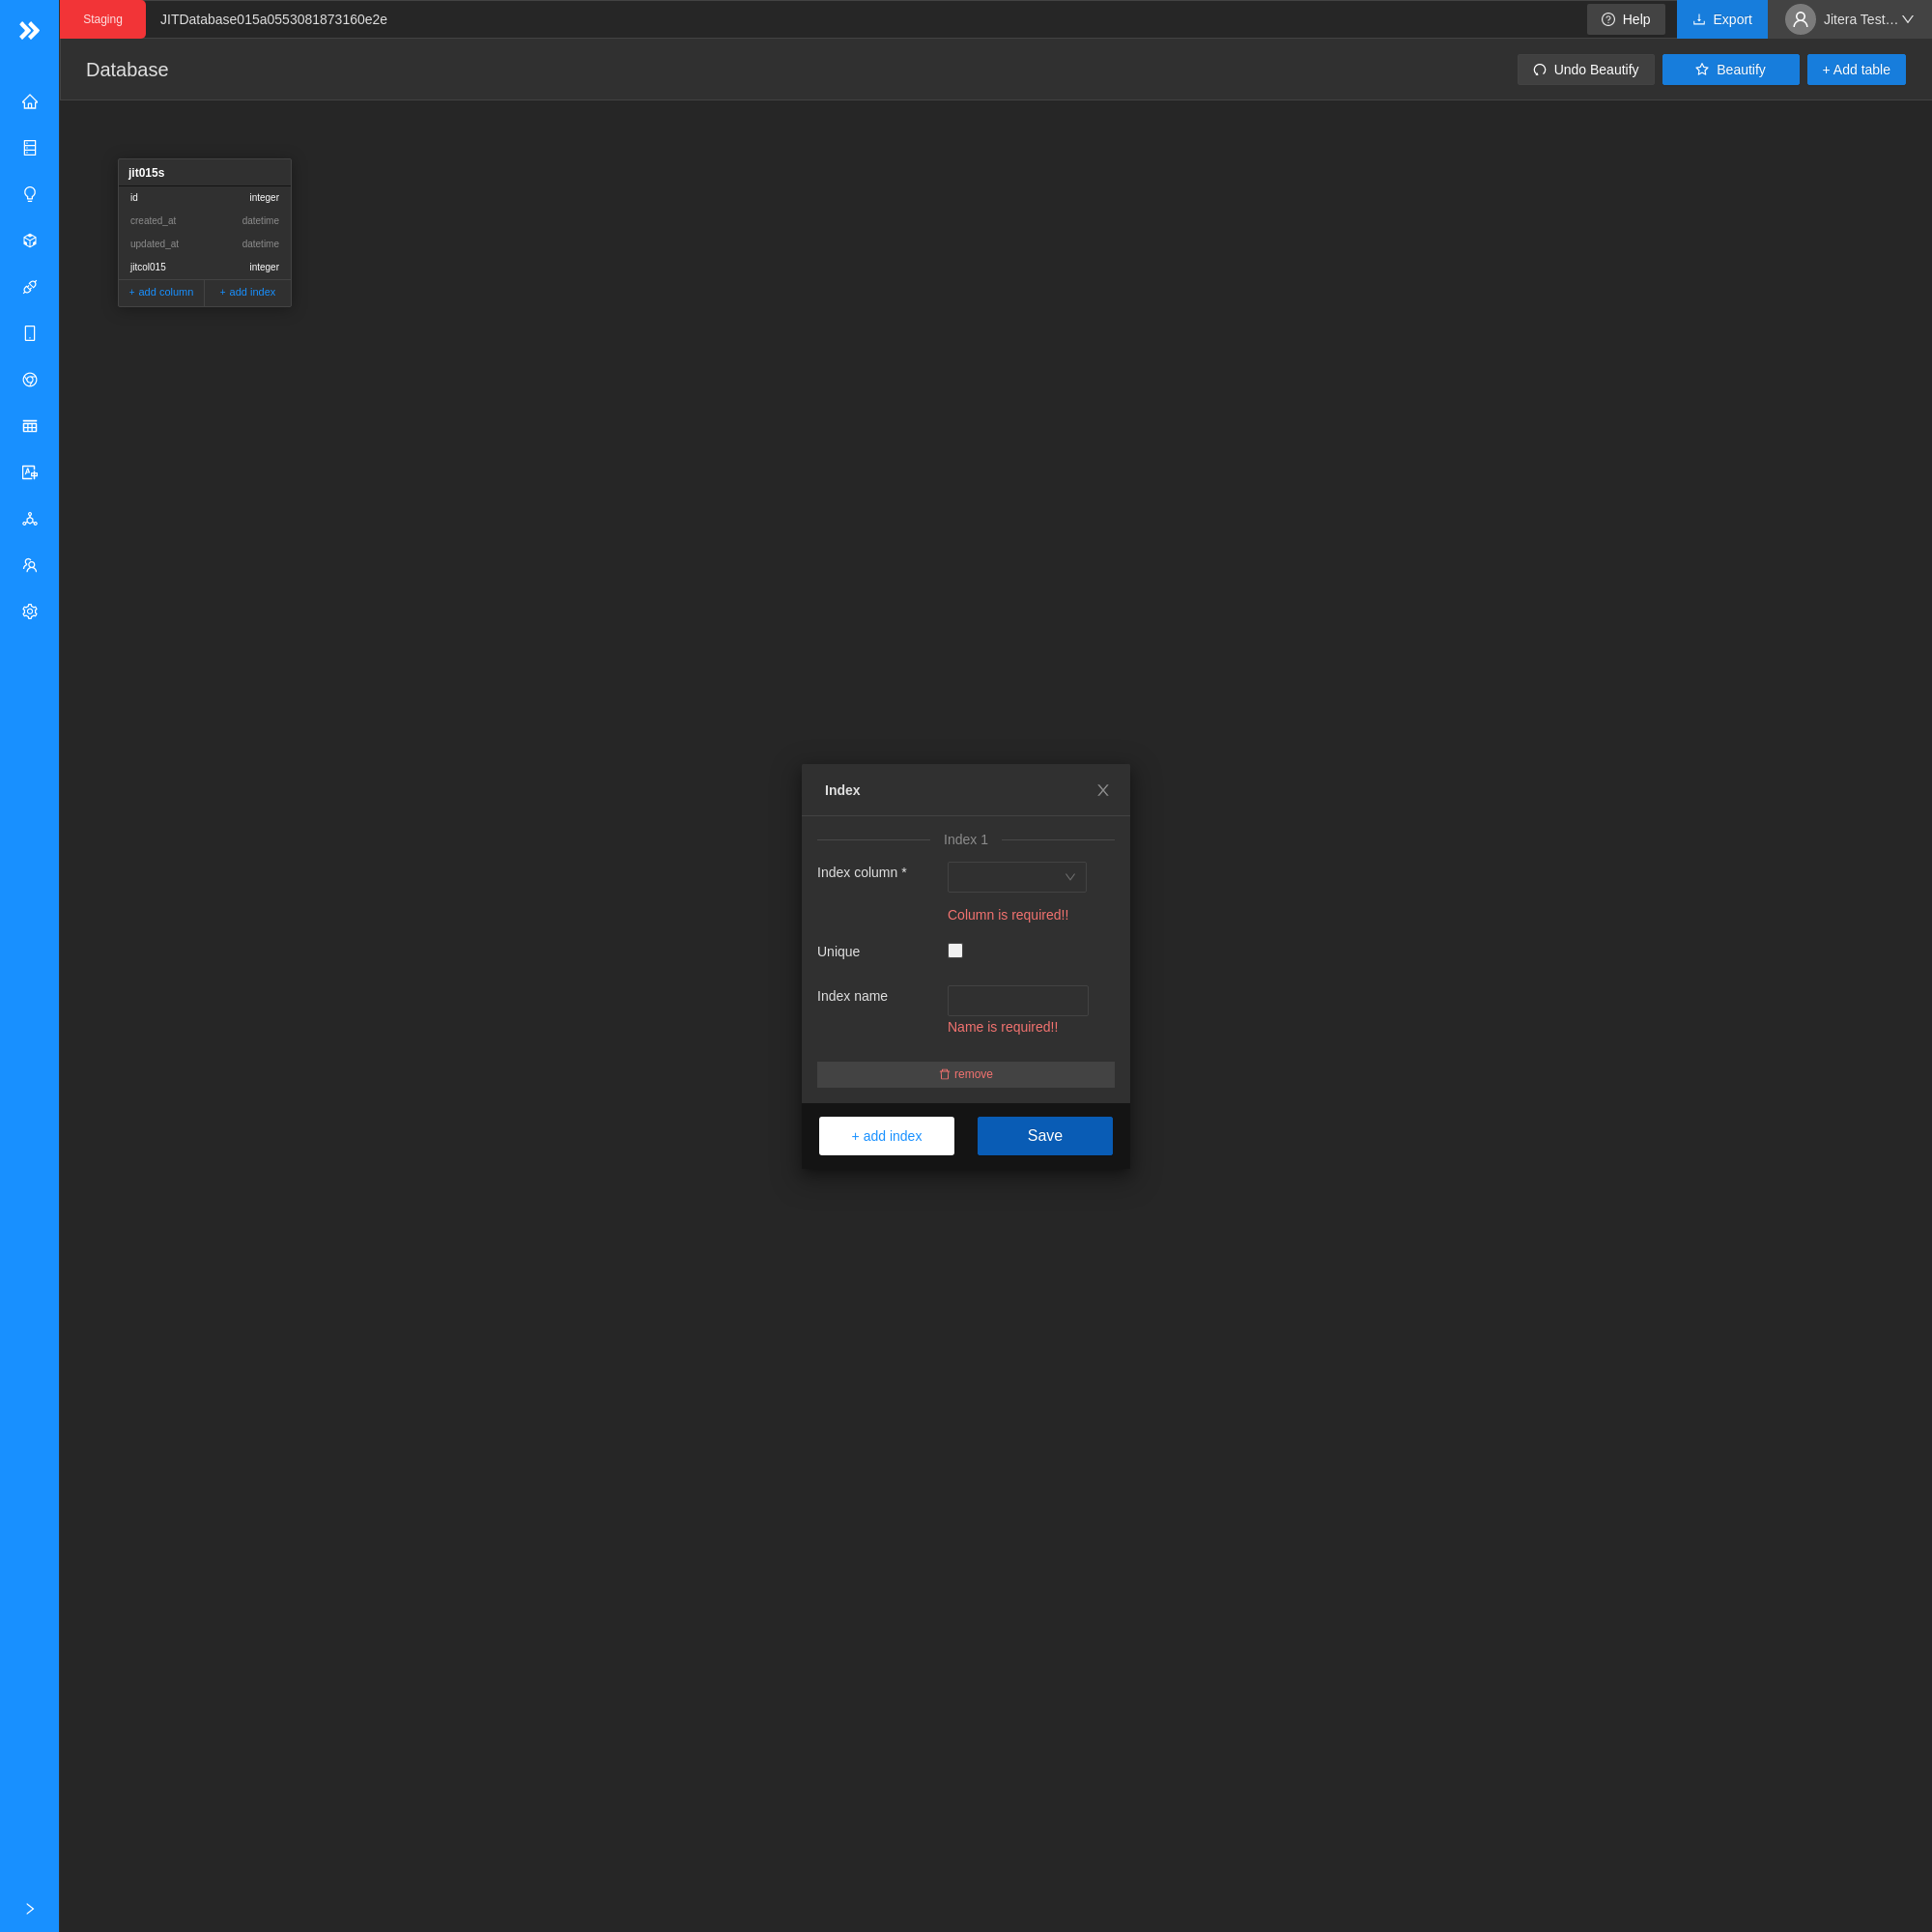 Staging
JITDatabase015a0553081873160e2e
Help
Export
Jitera Test…
Database
Undo Beautify
Beautify
+ Add table
jit015s
id integer
created_at datetime
updated_at datetime
jitcol015 integer
+ add column + add index
Index
Index 1
Index column *
Column is required!!
Unique
Index name
Name is required!!
remove
+ add index
Save